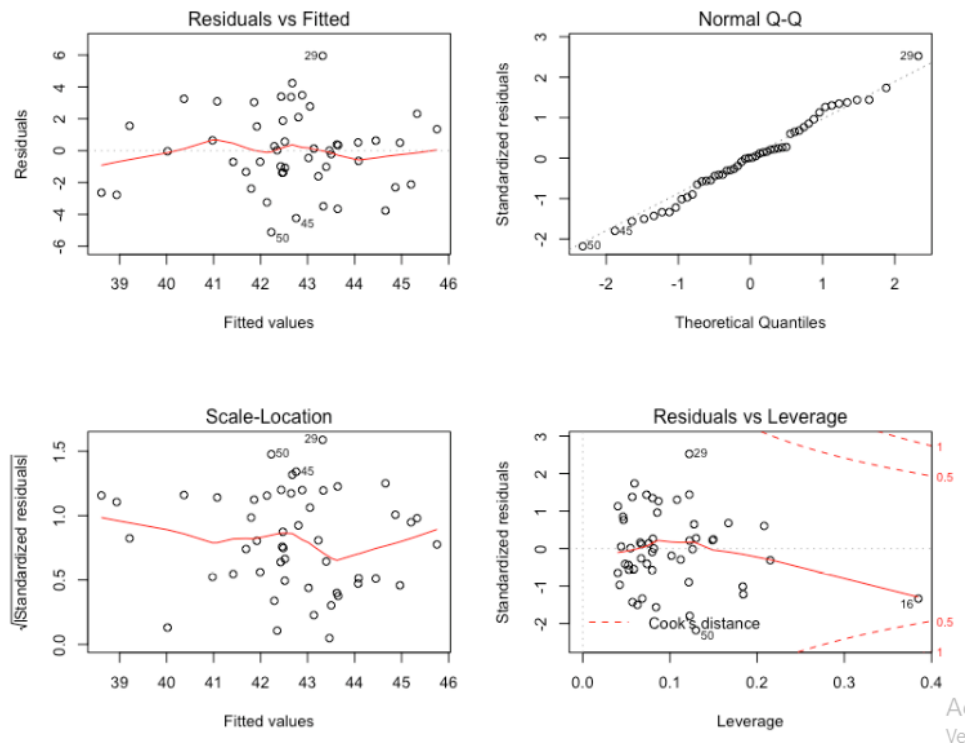 Residuals vs Fitted
Residuals
6
4
2
0
-2
-4
-6
29
45
50
39 40 41 42 43 44 45 46
Fitted values
Normal Q-Q
Standardized residuals
3
2
1
0
-1
-2
29
45
50
-2 -1 0 1 2
Theoretical Quantiles
Scale-Location
√|Standardized residuals|
1.5
1.0
0.5
0.0
29
50
45
39 40 41 42 43 44 45 46
Fitted values
Residuals vs Leverage
Standardized residuals
3
2
1
0
-1
-2
29
16
50
Cook's distance
1
0.5
0.5
1
0.0 0.1 0.2 0.3 0.4
Leverage